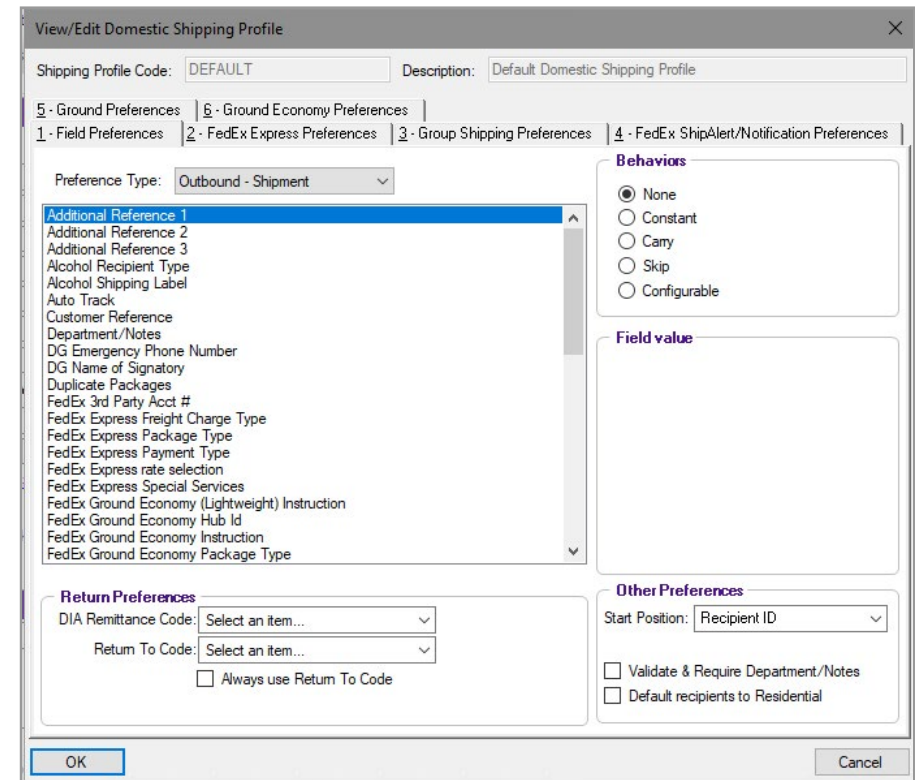 View/Edit Domestic Shipping Profile
Shipping Profile Code: DEFAULT Description: Default Domestic Shipping Profile
5 - Ground Preferences 6 - Ground Economy Preferences
1 - Field Preferences 2 - FedEx Express Preferences 3 - Group Shipping Preferences 4 - FedEx ShipAlert/Notification Preferences
Preference Type: Outbound - Shipment
Additional Reference 1
Additional Reference 2
Additional Reference 3
Alcohol Recipient Type
Alcohol Shipping Label
Auto Track
Customer Reference
Department/Notes
DG Emergency Phone Number
DG Name of Signatory
Duplicate Packages
FedEx 3rd Party Acct #
FedEx Express Freight Charge Type
FedEx Express Package Type
FedEx Express Payment Type
FedEx Express rate selection
FedEx Express Special Services
FedEx Ground Economy (Lightweight) Instruction
FedEx Ground Economy Hub Id
FedEx Ground Economy Instruction
FedEx Ground Economy Package Type
Behaviors
None
Constant
Carry
Skip
Configurable
Field value
Return Preferences
DIA Remittance Code: Select an item...
Return To Code: Select an item...
Always use Return To Code
Other Preferences
Start Position: Recipient ID
Validate & Require Department/Notes
Default recipients to Residential
OK
Cancel